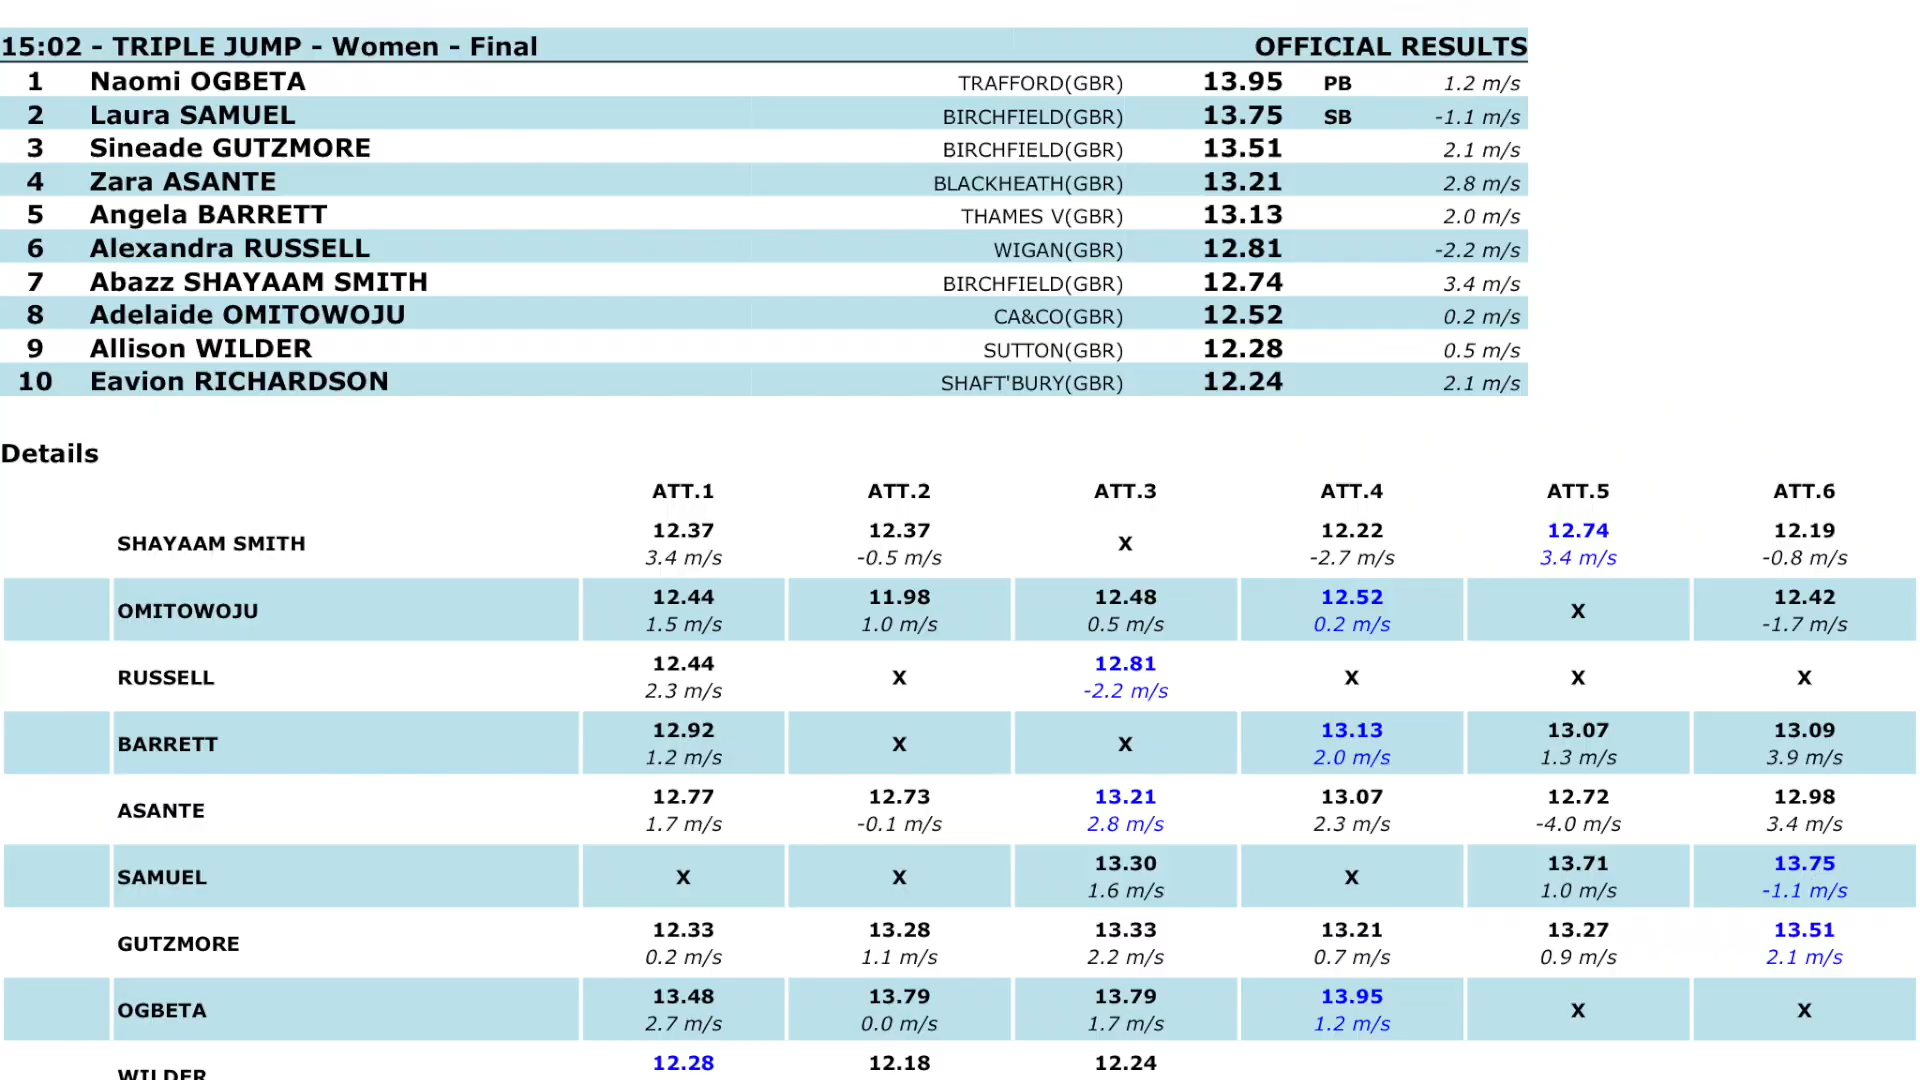 15:02 - TRIPLE JUMP - Women - Final OFFICIAL RESULTS
1 Naomi OGBETA TRAFFORD(GBR) 13.95 PB 1.2 m/s
2 Laura SAMUEL BIRCHFIELD(GBR) 13.75 SB -1.1 m/s
3 Sineade GUTZMORE BIRCHFIELD(GBR) 13.51 2.1 m/s
4 Zara ASANTE BLACKHEATH(GBR) 13.21 2.8 m/s
5 Angela BARRETT THAMES V(GBR) 13.13 2.0 m/s
6 Alexandra RUSSELL WIGAN(GBR) 12.81 -2.2 m/s
7 Abazz SHAYAAM SMITH BIRCHFIELD(GBR) 12.74 3.4 m/s
8 Adelaide OMITOWOJU CA&CO(GBR) 12.52 0.2 m/s
9 Allison WILDER SUTTON(GBR) 12.28 0.5 m/s
10 Eavion RICHARDSON SHAFT'BURY(GBR) 12.24 2.1 m/s
Details
ATT.1 ATT.2 ATT.3 ATT.4 ATT.5 ATT.6
12.37 12.37 12.22 12.74 12.19
SHAYAAM SMITH X
3.4 m/s -0.5 m/s -2.7 m/s 3.4 m/s -0.8 m/s
12.44 11.98 12.48 12.52 12.42
OMITOWOJU X
1.5 m/s 1.0 m/s 0.5 m/s 0.2 m/s -1.7 m/s
12.44 12.81
RUSSELL X X X X
2.3 m/s -2.2 m/s
12.92 13.13 13.07 13.09
BARRETT X X
1.2 m/s 2.0 m/s 1.3 m/s 3.9 m/s
12.77 12.73 13.21 13.07 12.72 12.98
ASANTE
1.7 m/s -0.1 m/s 2.8 m/s 2.3 m/s -4.0 m/s 3.4 m/s
13.30 13.71 13.75
SAMUEL X X X
1.6 m/s 1.0 m/s -1.1 m/s
12.33 13.28 13.33 13.21 13.27 13.51
GUTZMORE
0.2 m/s 1.1 m/s 2.2 m/s 0.7 m/s 0.9 m/s 2.1 m/s
13.48 13.79 13.79 13.95
OGBETA X X
2.7 m/s 0.0 m/s 1.7 m/s 1.2 m/s
12.28 12.18 12.24
WILDER